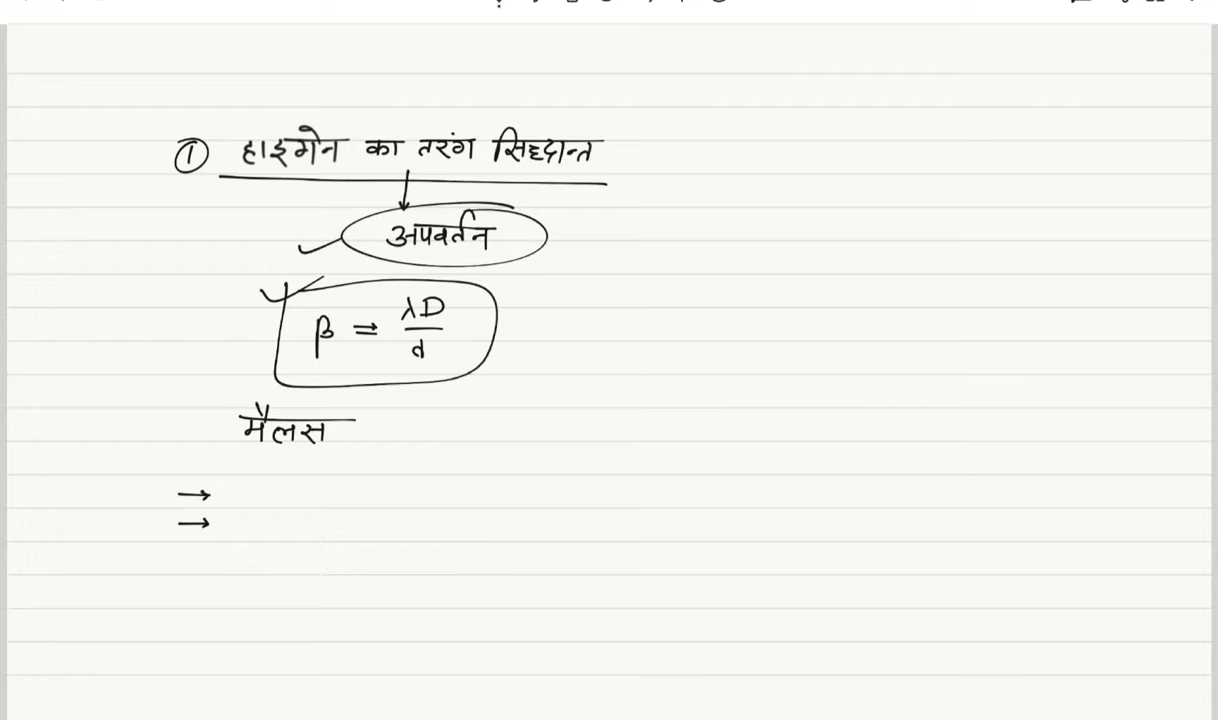 ① हाइगेन का तरंग सिद्धान्त
↓
अपवर्तन
β = λD/d
मैलस
→
→